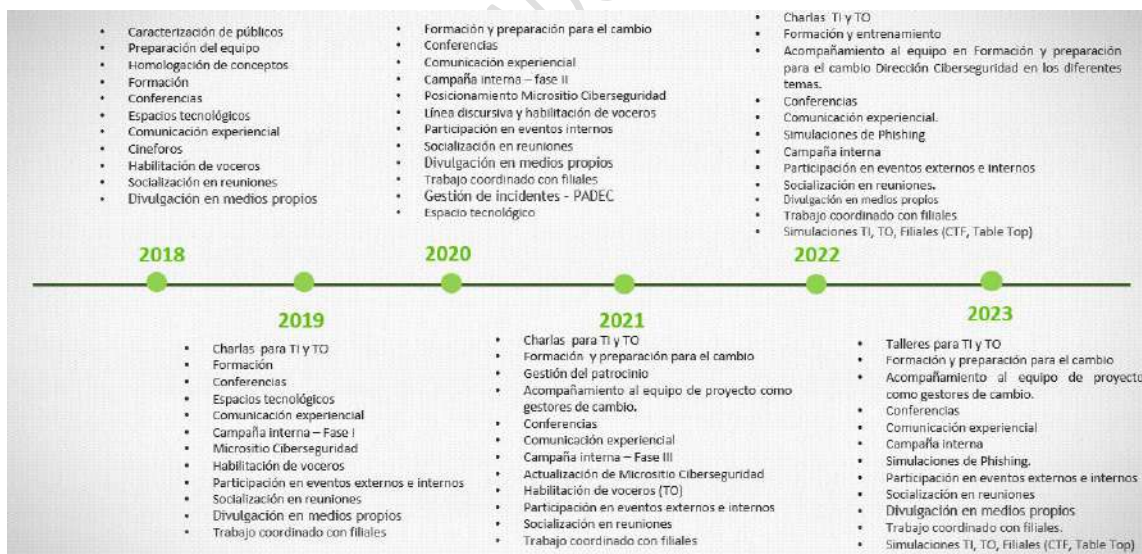 • Caracterización de públicos
• Preparación del equipo
• Homologación de conceptos
• Formación
• Conferencias
• Espacios tecnológicos
• Comunicación experiencial
• Cineforos
• Habilitación de voceros
• Socialización en reuniones
• Divulgación en medios propios
2018
• Charlas para TI y TO
• Formación
• Conferencias
• Espacios tecnológicos
• Comunicación experiencial
• Campaña interna – Fase I
• Micrositio Ciberseguridad
• Habilitación de voceros
• Participación en eventos externos e internos
• Socialización en reuniones
• Divulgación en medios propios
• Trabajo coordinado con filiales
2019
• Formación y preparación para el cambio
• Conferencias
• Comunicación experiencial
• Campaña interna – fase II
• Posicionamiento Micrositio Ciberseguridad
• Línea discursiva y habilitación de voceros
• Participación en eventos internos
• Socialización en reuniones
• Divulgación en medios propios
• Trabajo coordinado con filiales
• Gestión de incidentes - PADEC
• Espacio tecnológico
2020
2021
• Charlas para TI y TO
• Formación y preparación para el cambio
• Gestión del patrocinio
• Acompañamiento al equipo de proyecto como
gestores de cambio.
• Conferencias
• Comunicación experiencial
• Campaña interna – Fase III
• Actualización de Micrositio Ciberseguridad
• Habilitación de voceros (TO)
• Participación en eventos externos e internos
• Socialización en reuniones
• Trabajo coordinado con filiales
• Charlas TI y TO
• Formación y entrenamiento
• Acompañamiento al equipo en Formación y preparación
para el cambio Dirección Ciberseguridad en los diferentes
temas.
• Conferencias
• Comunicación experiencial.
• Simulaciones de Phishing
• Campaña interna
• Participación en eventos externos e internos
• Socialización en reuniones.
• Divulgación en medios propios
• Trabajo coordinado con filiales
• Simulaciones TI, TO, Filiales (CTF, Table Top)
2022
2023
• Talleres para TI y TO
• Formación y preparación para el cambio
• Acompañamiento al equipo de proyecto
como gestores de cambio.
• Conferencias
• Comunicación experiencial
• Campaña interna
• Simulaciones de Phishing.
• Participación en eventos externos e internos
• Socialización en reuniones
• Divulgación en medios propios
• Trabajo coordinado con filiales.
• Simulaciones TI, TO, Filiales (CTF, Table Top)